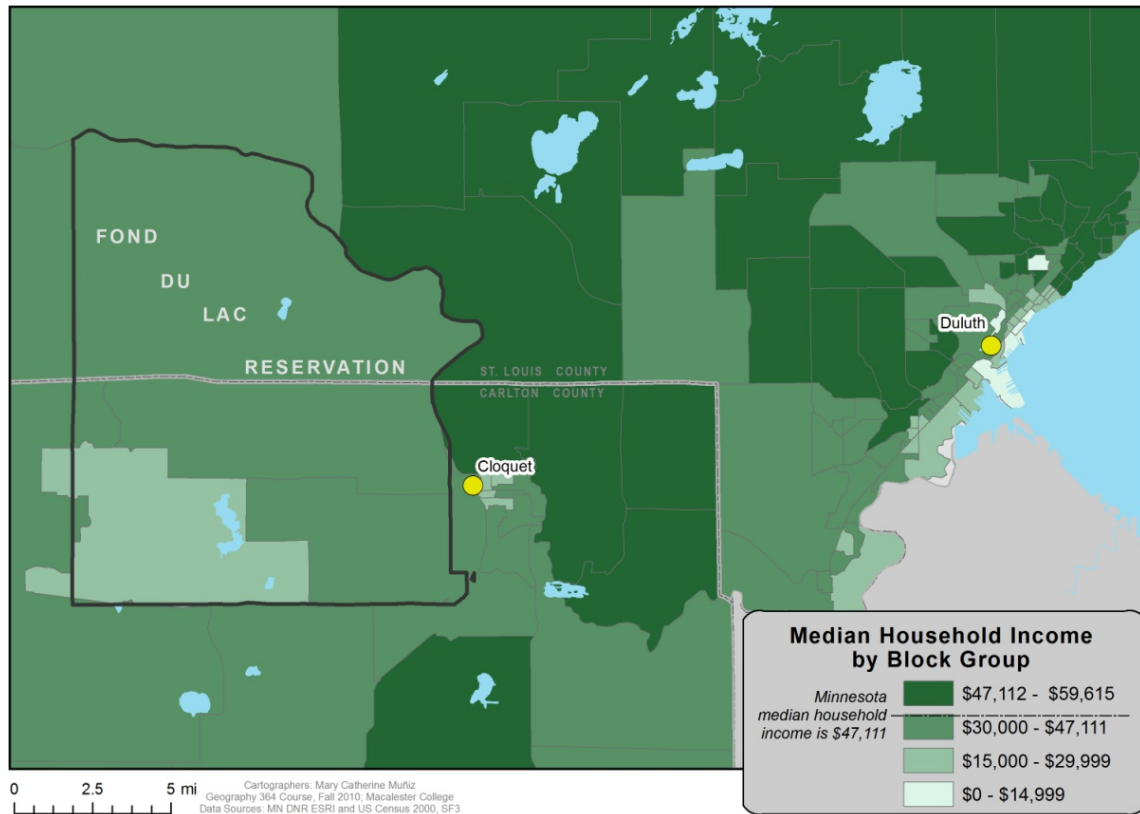 FOND
DU
LAC
RESERVATION
ST. LOUIS COUNTY
CARLTON COUNTY
Duluth
Cloquet
Median Household Income
by Block Group
Minnesota
median household
income is $47,111
$47,112 - $59,615
$30,000 - $47,111
$15,000 - $29,999
$0 - $14,999
0 2.5 5 mi
Cartographers: Mary Catherine Muñiz
Geography 364 Course, Fall 2010; Macalester College
Data Sources: MN DNR ESRI and US Census 2000, SF3